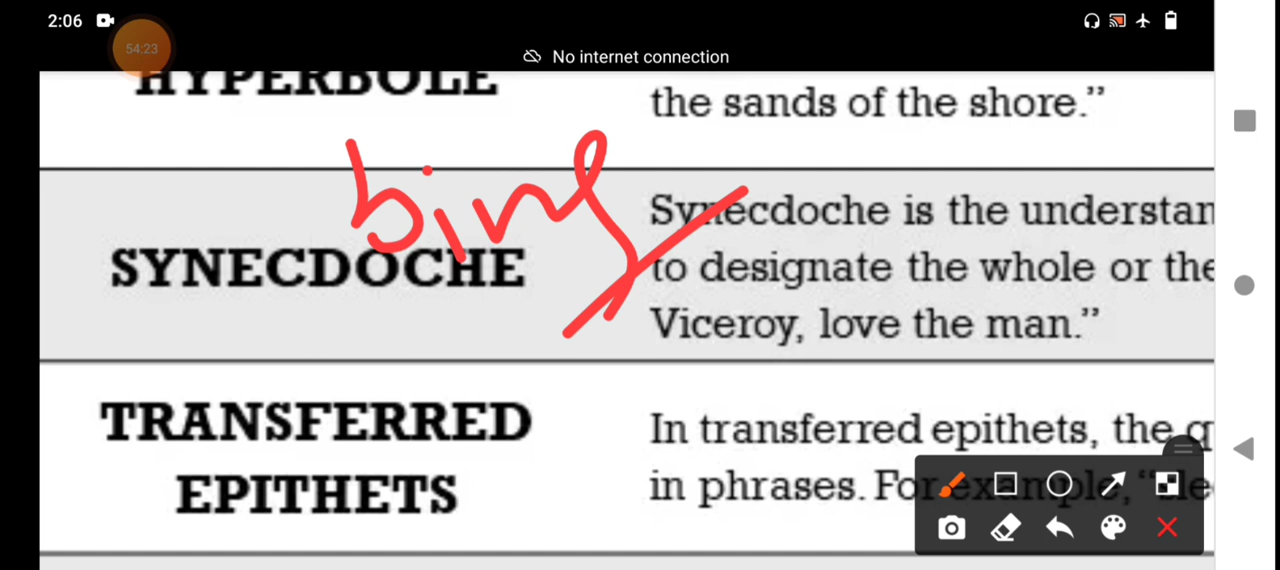 2:06
54:23
No internet connection
HYPERBOLE
the sands of the shore.”
bing
SYNECDOCHE
Synecdoche is the understan
to designate the whole or the
Viceroy, love the man.”
TRANSFERRED
EPITHETS
In transferred epithets, the q
in phrases. For example, “sle